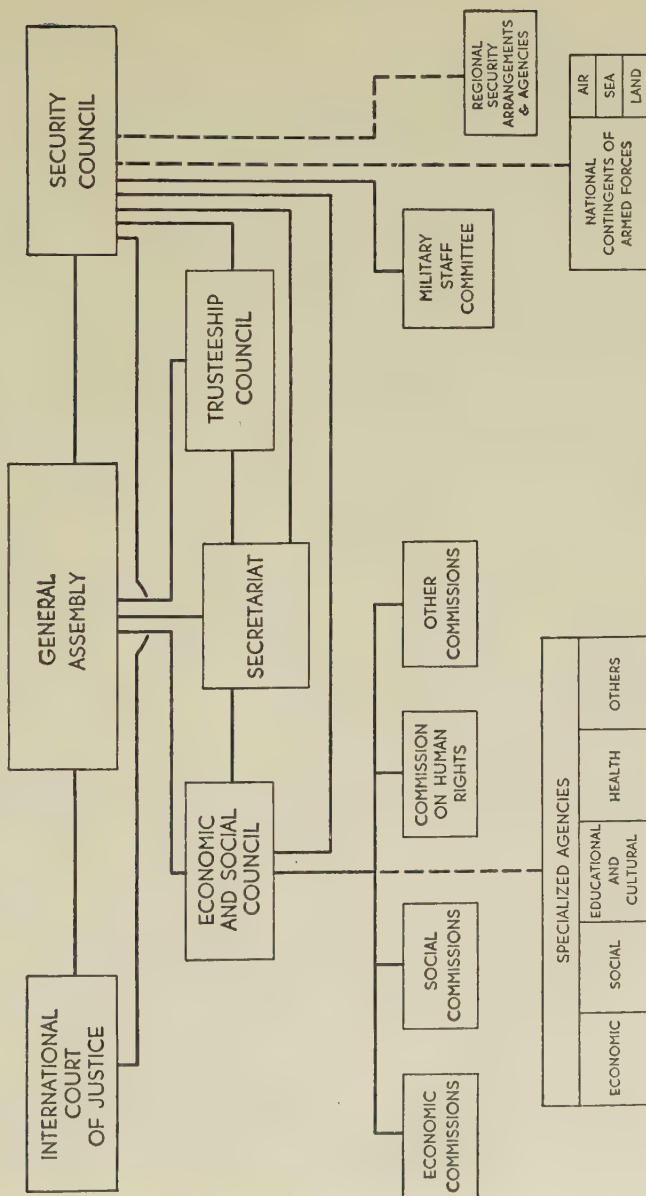 INTERNATIONAL
COURT
OF JUSTICE
GENERAL
ASSEMBLY
SECURITY
COUNCIL
ECONOMIC
AND SOCIAL
COUNCIL
SECRETARIAT
TRUSTEESHIP
COUNCIL
ECONOMIC
COMMISSIONS
SOCIAL
COMMISSIONS
COMMISSION
ON HUMAN
RIGHTS
OTHER
COMMISSIONS
MILITARY
STAFF
COMMITTEE
REGIONAL
SECURITY
ARRANGEMENTS
& AGENCIES
SPECIALIZED AGENCIES
ECONOMIC
SOCIAL
EDUCATIONAL
AND
CULTURAL
HEALTH
OTHERS
NATIONAL
CONTINGENTS OF
ARMED FORCES
AIR
SEA
LAND